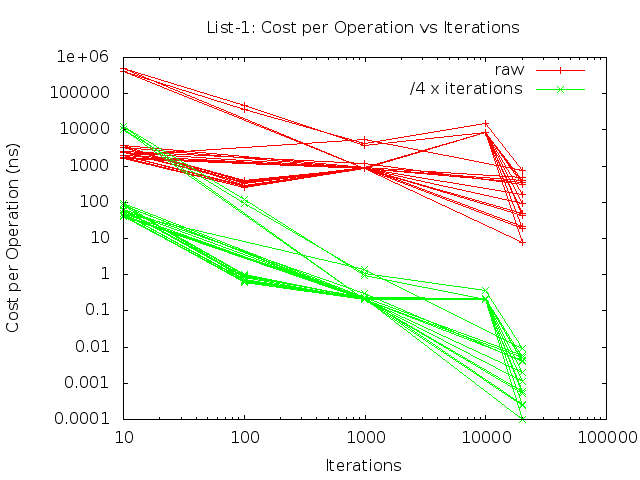 List-1: Cost per Operation vs Iterations
raw
/4 x iterations
Cost per Operation (ns)
1e+06
100000
10000
1000
100
10
1
0.1
0.01
0.001
0.0001
10 100 1000 10000 100000
Iterations